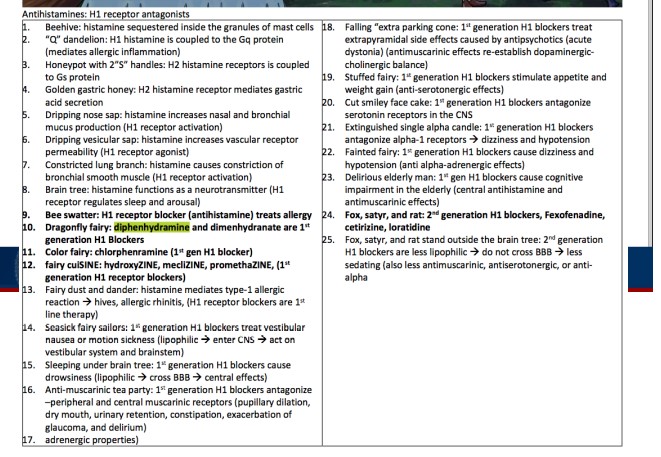 Antihistamines: H1 receptor antagonists
1. Beehive: histamine sequestered inside the granules of mast cells
2. "Q" dandelion: H1 histamine is coupled to the Gq protein
(mediates allergic inflammation)
3. Honeypot with 2"S" handles: H2 histamine receptors is coupled
to Gs protein
4. Golden gastric honey: H2 histamine receptor mediates gastric
acid secretion
5. Dripping nose sap: histamine increases nasal and bronchial
mucus production (H1 receptor activation)
6. Dripping vesicular sap: histamine increases vascular receptor
permeability (H1 receptor agonist)
7. Constricted lung branch: histamine causes constriction of
bronchial smooth muscle (H1 receptor activation)
8. Brain tree: histamine functions as a neurotransmitter (H1
receptor regulates sleep and arousal)
9. Bee swatter: H1 receptor blocker (antihistamine) treats allergy
10. Dragonfly fairy: diphenhydramine and dimenhydranate are 1st
generation H1 Blockers
11. Color fairy: chlorphenramine (1st gen H1 blocker)
12. fairy cuiSINE: hydroxyZINE, mecliZINE, promethaZINE, (1st
generation H1 receptor blockers)
13. Fairy dust and dander: histamine mediates type-1 allergic
reaction → hives, allergic rhinitis, (H1 receptor blockers are 1st
line therapy)
14. Seasick fairy sailors: 1st generation H1 blockers treat vestibular
nausea or motion sickness (lipophilic → enter CNS → act on
vestibular system and brainstem)
15. Sleeping under brain tree: 1st generation H1 blockers cause
drowsiness (lipophilic → cross BBB → central effects)
16. Anti-muscarinic tea party: 1st generation H1 blockers antagonize
–peripheral and central muscarinic receptors (pupillary dilation,
dry mouth, urinary retention, constipation, exacerbation of
glaucoma, and delirium)
17. adrenergic properties)
18. Falling "extra parking cone: 1st generation H1 blockers treat
extrapyramidal side effects caused by antipsychotics (acute
dystonia) (antimuscarinic effects re-establish dopaminergic-
cholinergic balance)
19. Stuffed fairy: 1st generation H1 blockers stimulate appetite and
weight gain (anti-serotonergic effects)
20. Cut smiley face cake: 1st generation H1 blockers antagonize
serotonin receptors in the CNS
21. Extinguished single alpha candle: 1st generation H1 blockers
antagonize alpha-1 receptors → dizziness and hypotension
22. Fainted fairy: 1st generation H1 blockers cause dizziness and
hypotension (anti alpha-adrenergic effects)
23. Delirious elderly man: 1st gen H1 blockers cause cognitive
impairment in the elderly (central antihistamine and
antimuscarinic effects)
24. Fox, satyr, and rat: 2nd generation H1 blockers, Fexofenadine,
cetirizine, loratidine
25. Fox, satyr, and rat stand outside the brain tree: 2nd generation
H1 blockers are less lipophilic → do not cross BBB → less
sedating (also less antimuscarinic, antiserotonergic, or anti-
alpha